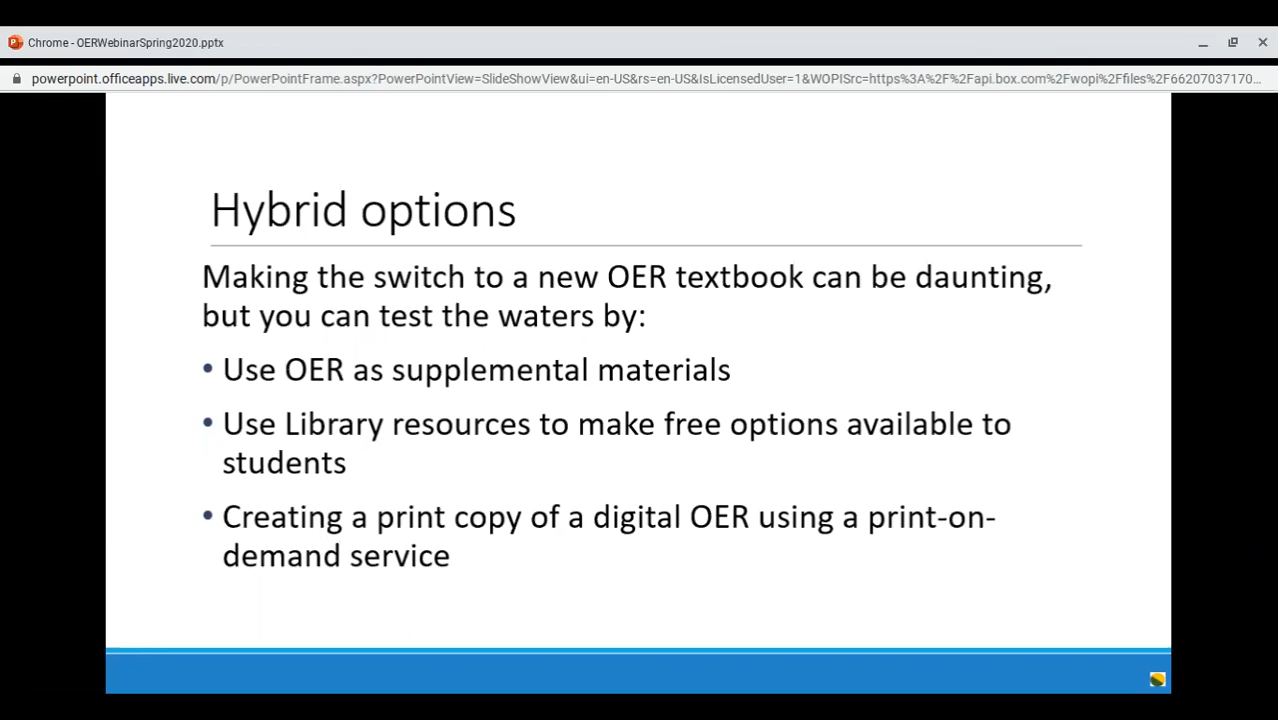 Chrome - OERWebinarSpring2020.pptx
powerpoint.officeapps.live.com/p/PowerPointFrame.aspx?PowerPointView=SlideShowView&ui=en-US&rs=en-US&IsLicensedUser=1&WOPISrc=https%3A%2F%2Fapi.box.com%2Fwopi%2Ffiles%2F66207037170...
Hybrid options
Making the switch to a new OER textbook can be daunting,
but you can test the waters by:
• Use OER as supplemental materials
• Use Library resources to make free options available to
students
• Creating a print copy of a digital OER using a print-on-
demand service